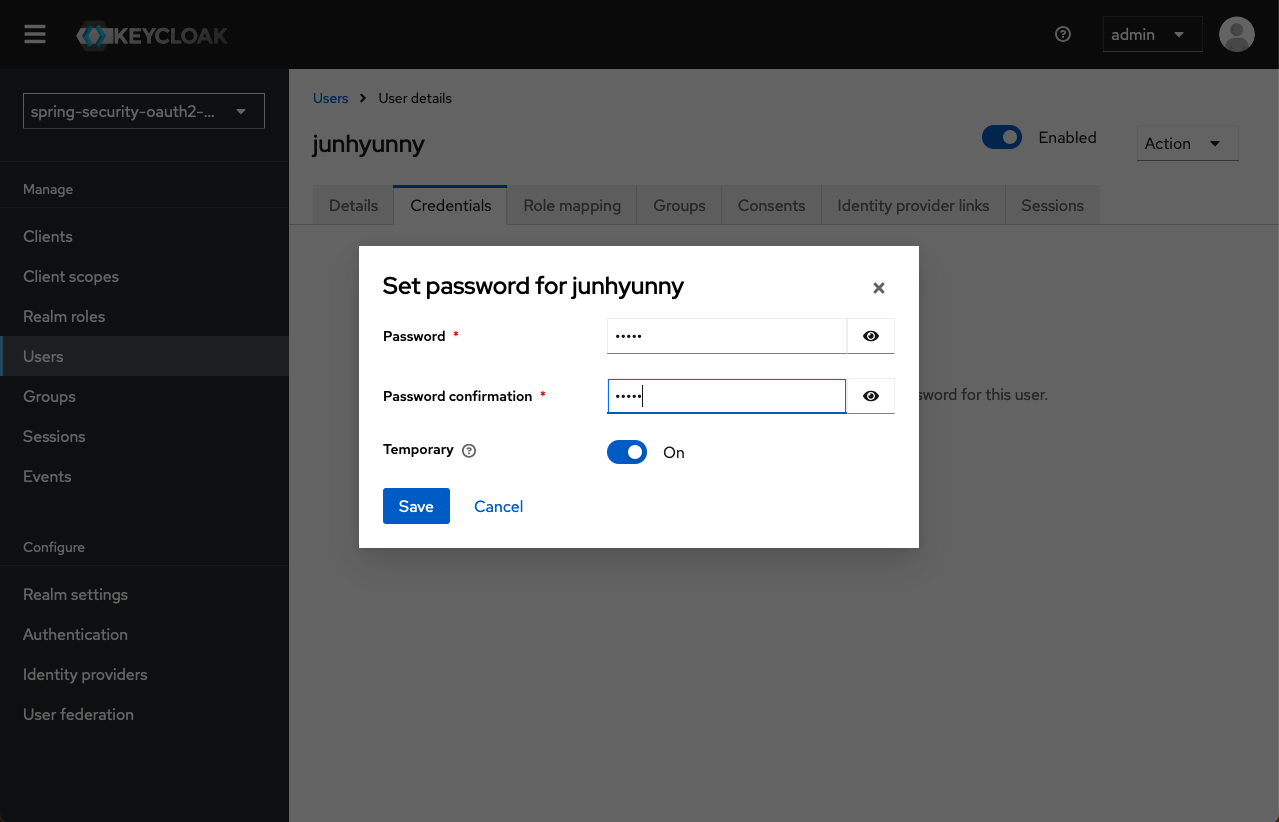 KEYCLOAK
admin
spring-security-oauth2-...
Manage
Clients
Client scopes
Realm roles
Users
Groups
Sessions
Events
Configure
Realm settings
Authentication
Identity providers
User federation
Users > User details
junhyunny
Enabled
Action
Details Credentials Role mapping Groups Consents Identity provider links Sessions
Set password for junhyunny
Password *
•••••
Password confirmation *
•••••
Temporary
On
Save Cancel
for this user.